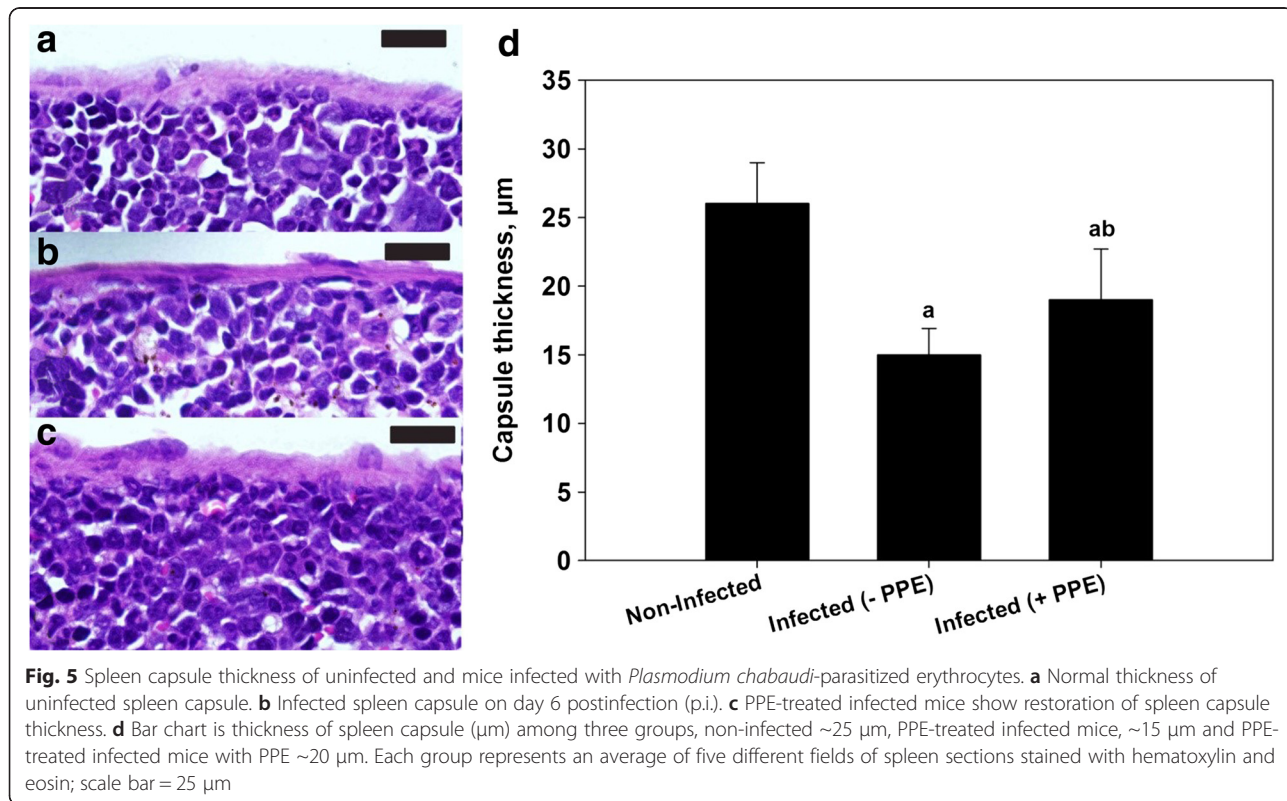 a
b
c
d
35
30
25
20
15
10
5
0
Capsule thickness, µm
a
ab
Non-Infected
Infected (- PPE)
Infected (+ PPE)
Fig. 5 Spleen capsule thickness of uninfected and mice infected with Plasmodium chabaudi-parasitized erythrocytes. a Normal thickness of
uninfected spleen capsule. b Infected spleen capsule on day 6 postinfection (p.i.). c PPE-treated infected mice show restoration of spleen capsule
thickness. d Bar chart is thickness of spleen capsule (µm) among three groups, non-infected ~25 µm, PPE-treated infected mice, ~15 µm and PPE-
treated infected mice with PPE ~20 µm. Each group represents an average of five different fields of spleen sections stained with hematoxylin and
eosin; scale bar = 25 µm